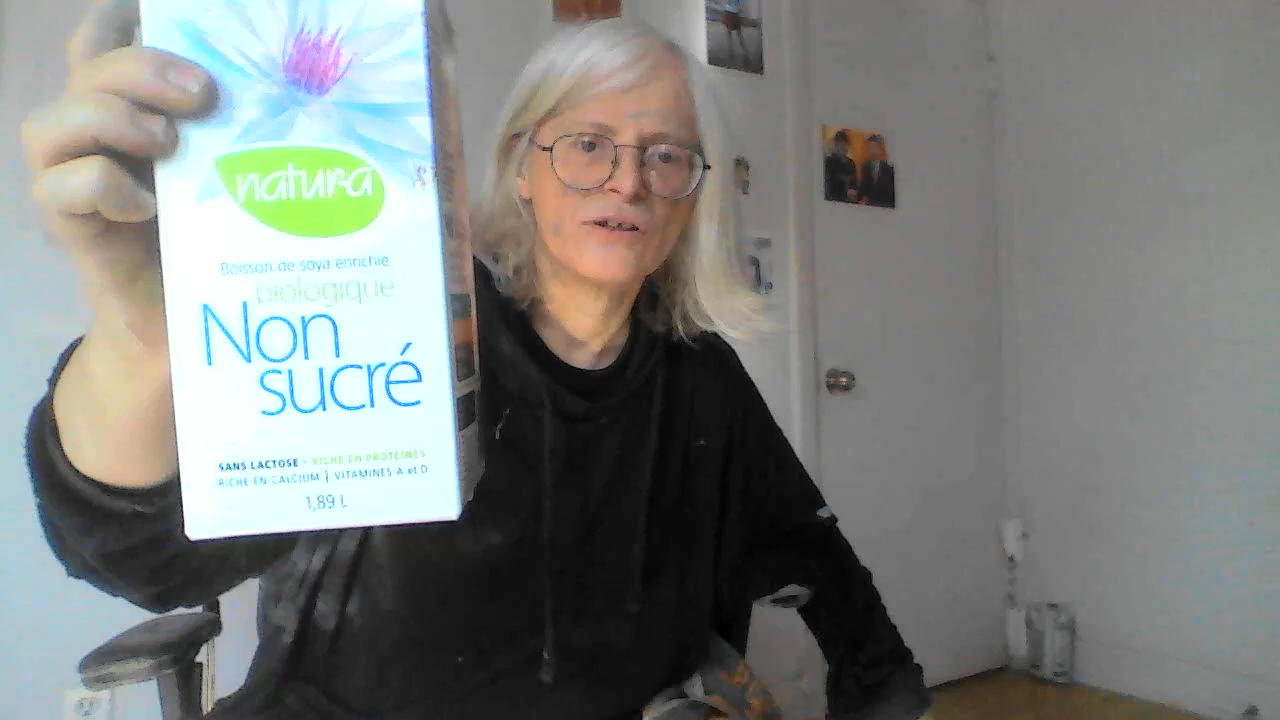 natur-a
Boisson de soya enrichie
biologique
Non
sucré
SANS LACTOSE • RICHE EN PROTÉINES
RICHE EN CALCIUM | VITAMINES A et D
1,89 L